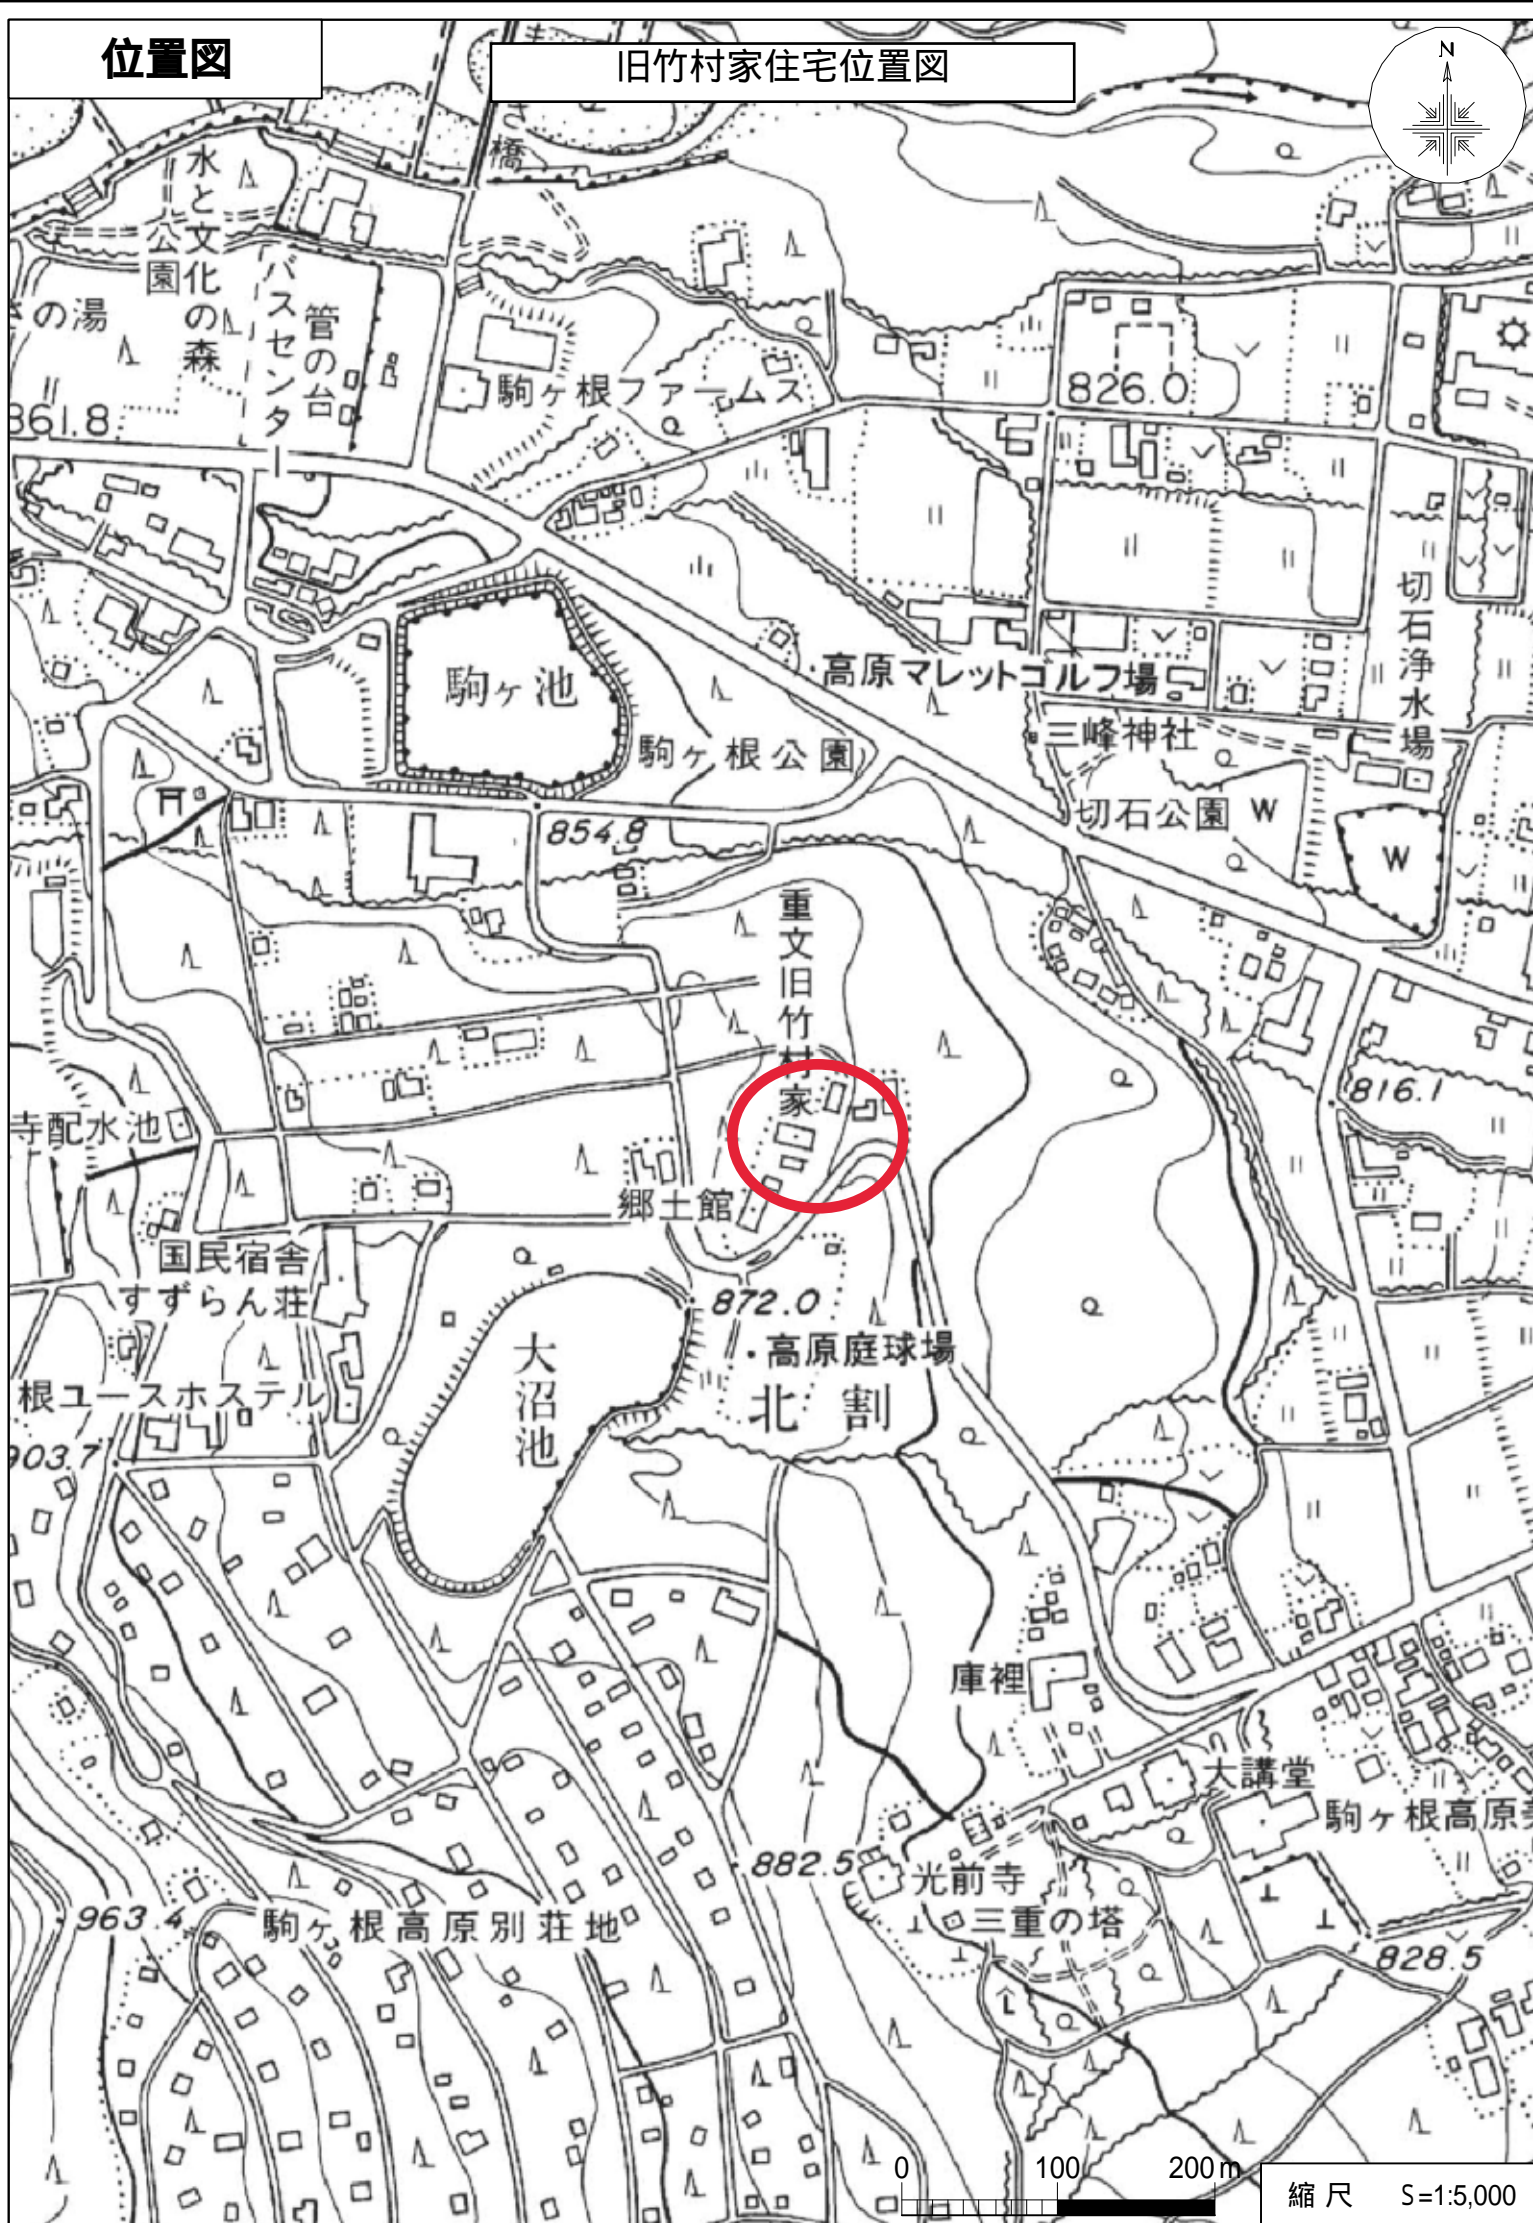 位置図
旧竹村家住宅位置図
N
橋
水と文化の森
公園
バスセンター
管の台
の湯
861.8
駒ヶ根ファームス
826.0
切石浄水場
駒ヶ池
高原マレットゴルフ場
三峰神社
駒ヶ根公園
切石公園
W
W
854.8
重文旧竹村家
816.1
寺配水池
郷土館
国民宿舎
すずらん荘
872.0
・高原庭球場
大沼池
北割
根ユースホステル
903.7
庫裡
大講堂
駒ヶ根高原
882.5
光前寺
三重の塔
963.4
駒ヶ根高原別荘地
828.5
0 100 200m
縮尺 S=1:5,000